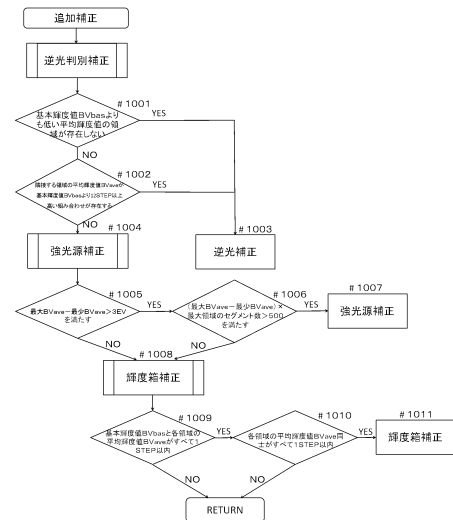 追加補正
逆光判別補正
#1001
基本輝度値BVbasより
も低い平均輝度値の領
域が存在しない
YES
NO
#1002
隣接する領域の平均輝度値BVaveが
基本輝度値BVbasより12STEP以上
高い組み合わせが存在する
YES
NO
#1003
逆光補正
#1004
強光源補正
#1005
最大BVave－最少BVave>3EV
を満たす
YES
NO
#1006
(最大BVave－最少BVave)×
最大領域のセグメント数>500
を満たす
YES
NO
#1007
強光源補正
#1008
輝度箱補正
#1009
基本輝度値BVbasと各領域の
平均輝度値BVaveがすべて1
STEP以内
YES
NO
#1010
各領域の平均輝度値BVave同
士がすべて1STEP以内
YES
NO
#1011
輝度箱補正
RETURN